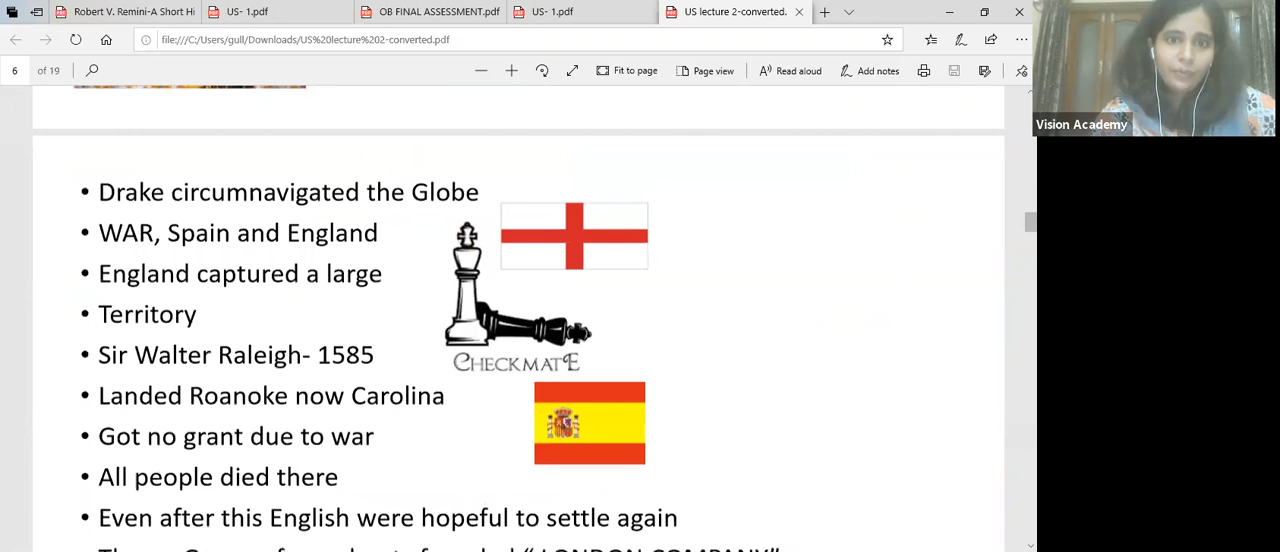 Robert V. Remini-A Short Hi
US- 1.pdf
OB FINAL ASSESSMENT.pdf
US- 1.pdf
US lecture 2-converted.
file:///C:/Users/gull/Downloads/US%20lecture%202-converted.pdf
6 of 19
Fit to page
Page view
Read aloud
Add notes
Vision Academy
• Drake circumnavigated the Globe
• WAR, Spain and England
• England captured a large
• Territory
• Sir Walter Raleigh- 1585
• Landed Roanoke now Carolina
• Got no grant due to war
• All people died there
• Even after this English were hopeful to settle again
CHECKMATE
"LONDON COMPANY"